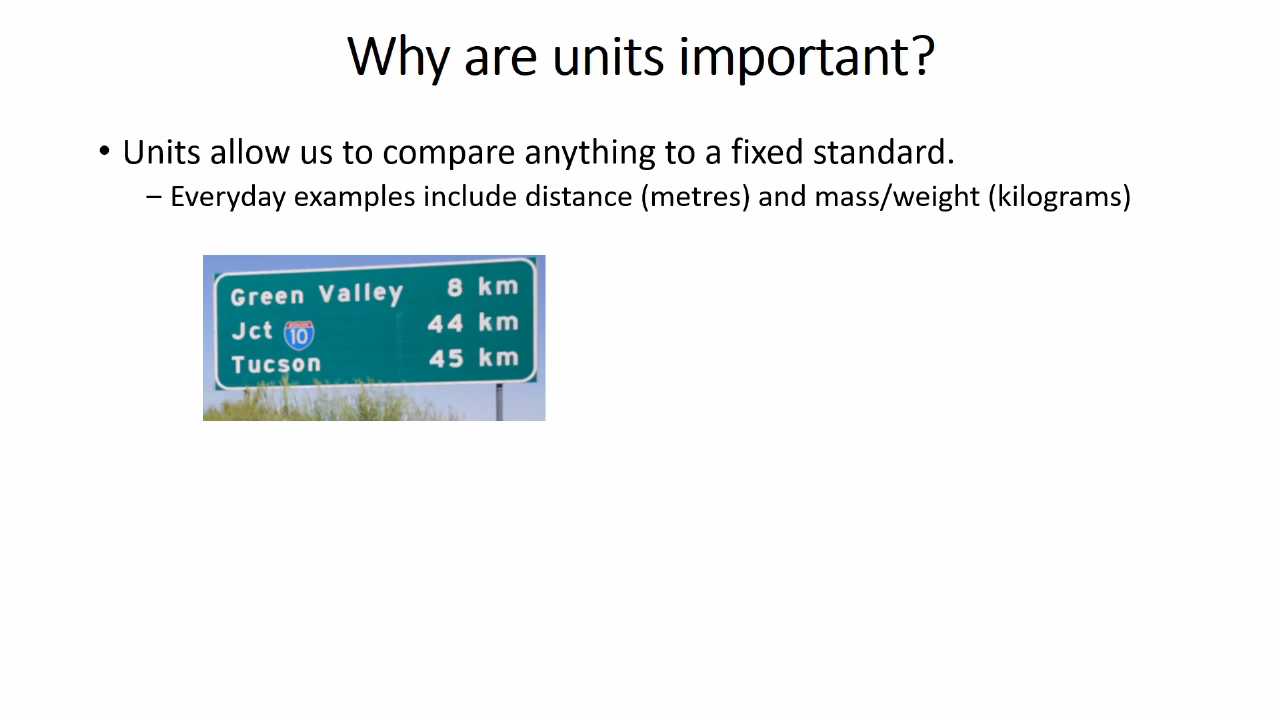 Why are units important?
• Units allow us to compare anything to a fixed standard.
– Everyday examples include distance (metres) and mass/weight (kilograms)
Green Valley 8 km
Jct 10 44 km
Tucson 45 km